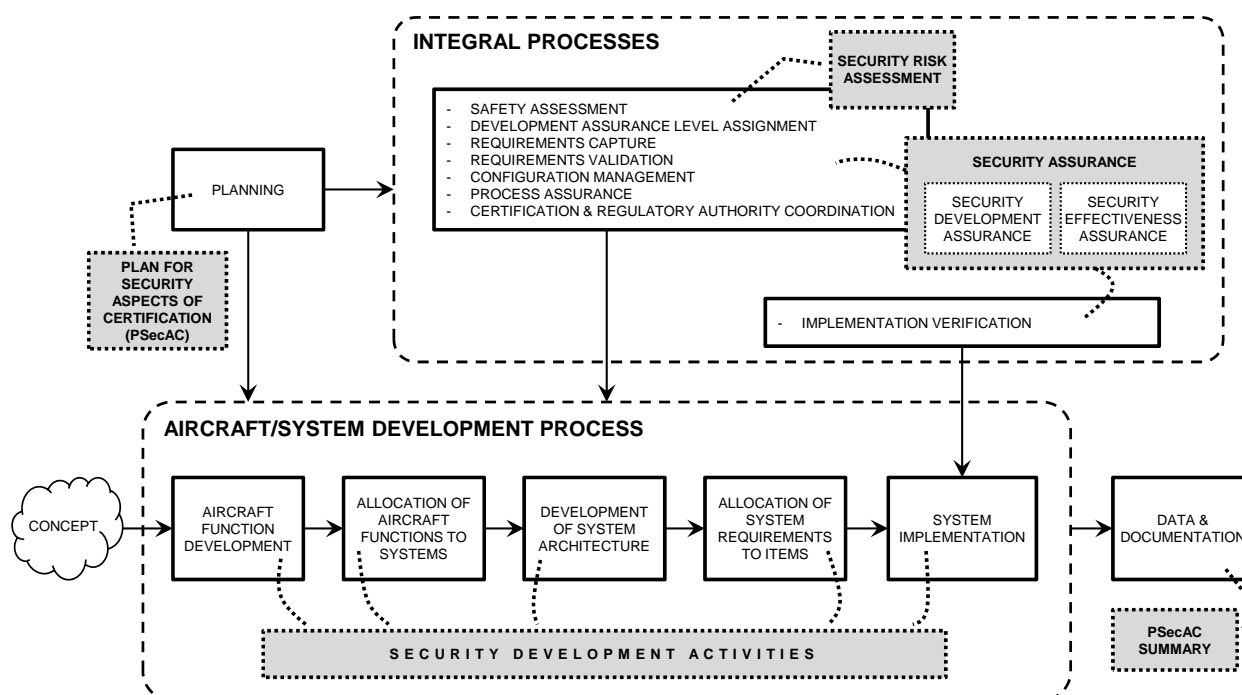 INTEGRAL PROCESSES
SECURITY RISK
ASSESSMENT
- SAFETY ASSESSMENT
- DEVELOPMENT ASSURANCE LEVEL ASSIGNMENT
- REQUIREMENTS CAPTURE
- REQUIREMENTS VALIDATION
- CONFIGURATION MANAGEMENT
- PROCESS ASSURANCE
- CERTIFICATION & REGULATORY AUTHORITY COORDINATION
SECURITY ASSURANCE
SECURITY
DEVELOPMENT
ASSURANCE
SECURITY
EFFECTIVENESS
ASSURANCE
PLANNING
PLAN FOR
SECURITY
ASPECTS OF
CERTIFICATION
(PSecAC)
- IMPLEMENTATION VERIFICATION
AIRCRAFT/SYSTEM DEVELOPMENT PROCESS
CONCEPT
AIRCRAFT
FUNCTION
DEVELOPMENT
ALLOCATION OF
AIRCRAFT
FUNCTIONS TO
SYSTEMS
DEVELOPMENT
OF SYSTEM
ARCHITECTURE
ALLOCATION OF
SYSTEM
REQUIREMENTS
TO ITEMS
SYSTEM
IMPLEMENTATION
DATA &
DOCUMENTATION
SECURITY DEVELOPMENT ACTIVITIES
PSecAC
SUMMARY